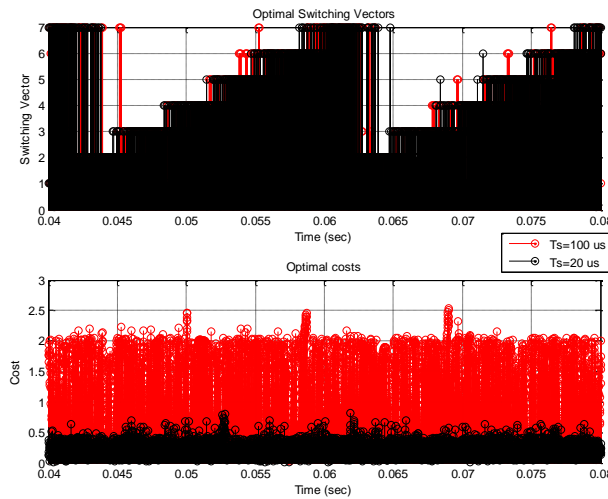 Optimal Switching Vectors
Switching Vector
7
6
5
4
3
2
1
0
0.04 0.045 0.05 0.055 0.06 0.065 0.07 0.075 0.08
Time (sec)
Ts=100 us
Ts=20 us
Optimal costs
Cost
3
2.5
2
1.5
1
0.5
0
0.04 0.045 0.05 0.055 0.06 0.065 0.07 0.075 0.08
Time (sec)